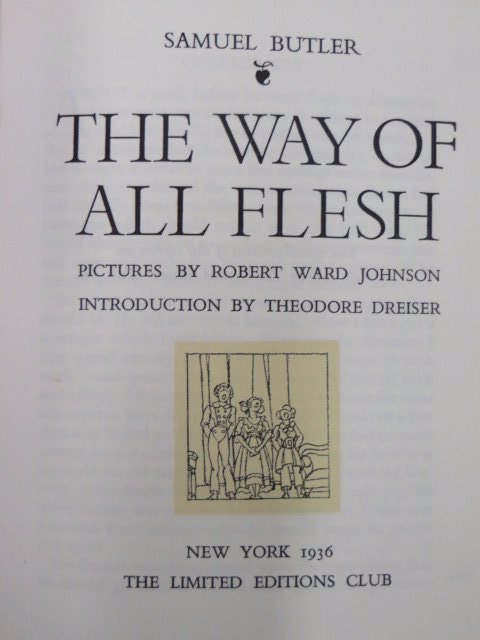 SAMUEL BUTLER
THE WAY OF
ALL FLESH
PICTURES BY ROBERT WARD JOHNSON
INTRODUCTION BY THEODORE DREISER
NEW YORK 1936
THE LIMITED EDITIONS CLUB